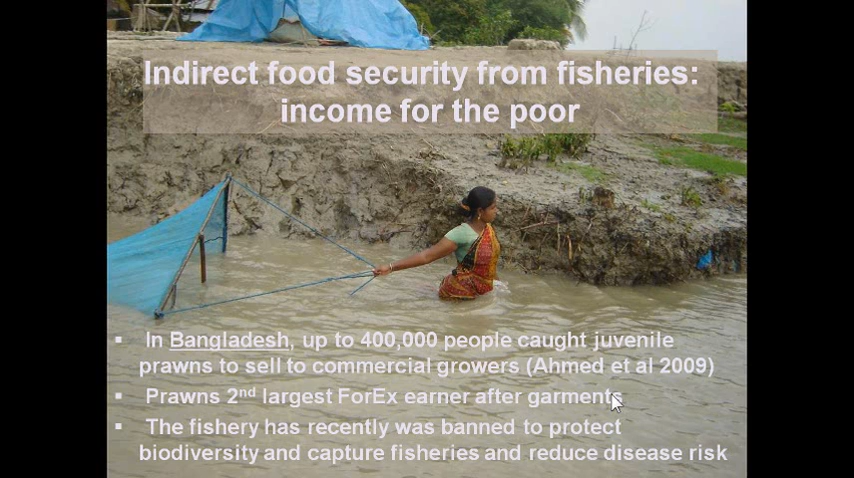 Indirect food security from fisheries:
income for the poor
▪ In Bangladesh, up to 400,000 people caught juvenile
prawns to sell to commercial growers (Ahmed et al 2009)
▪ Prawns 2nd largest ForEx earner after garments
▪ The fishery has recently was banned to protect
biodiversity and capture fisheries and reduce disease risk